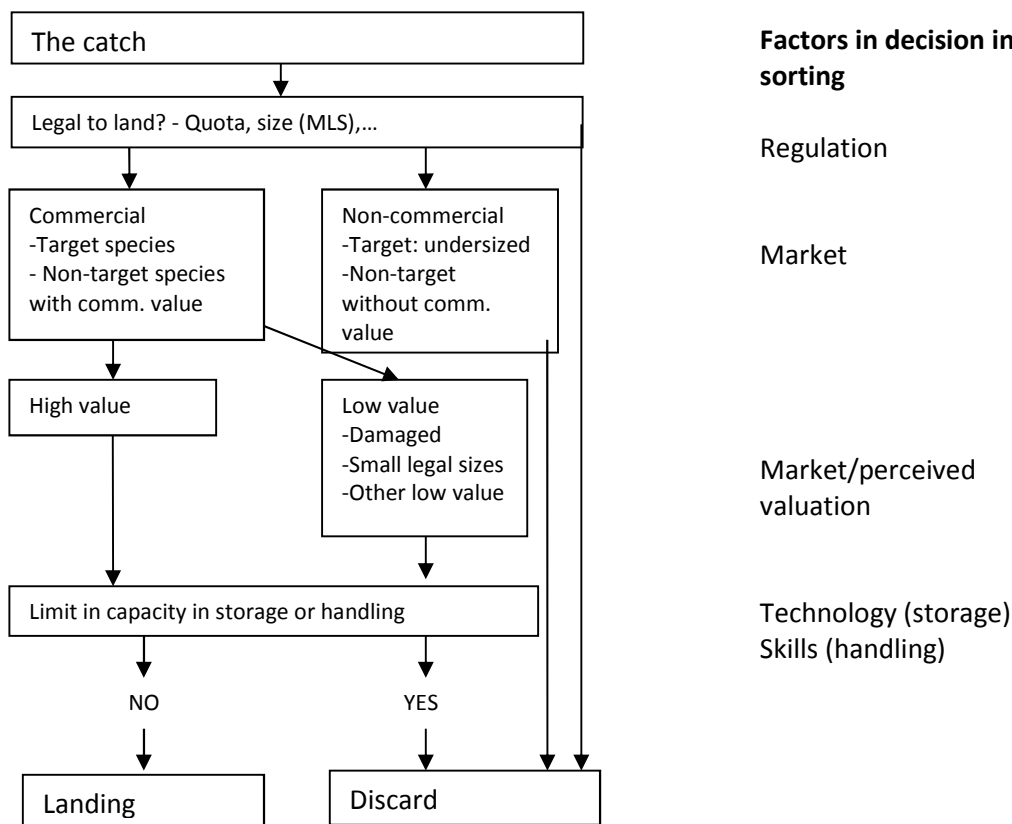 The catch
Factors in decision in
sorting
Legal to land? - Quota, size (MLS),...
Regulation
Commercial
-Target species
- Non-target species
with comm. value
Non-commercial
-Target: undersized
-Non-target
without comm.
value
Market
High value
Low value
-Damaged
-Small legal sizes
-Other low value
Market/perceived
valuation
Limit in capacity in storage or handling
Technology (storage)
Skills (handling)
NO
YES
Landing
Discard